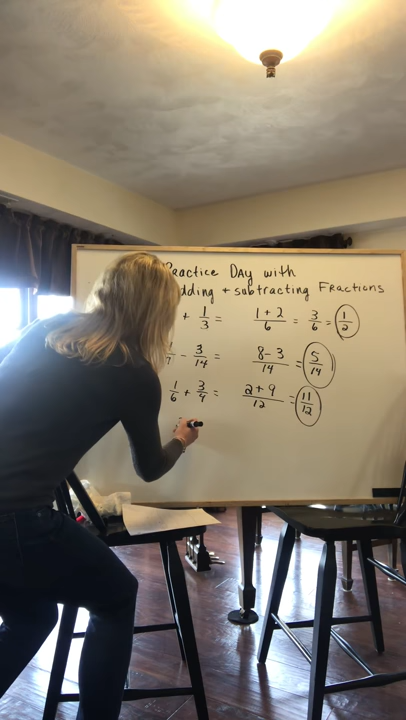 Practice Day with
dding + subtracting Fractions
+ 1/3 = 1+2/6 = 3/6 = 1/2
- 3/14 = 8-3/14 = 5/14
1/6 + 3/4 = 2+9/12 = 11/12